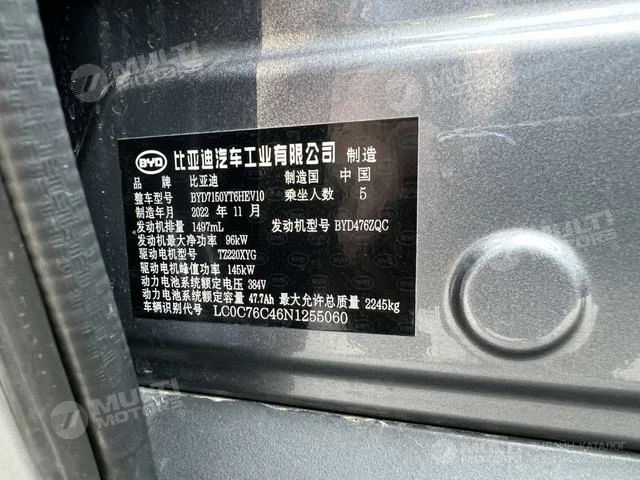 BYD 比亚迪汽车工业有限公司 制造
品牌 比亚迪 制造国 中国
整车型号 BYD7150YT6HEV10 乘坐人数 5
制造年月 2022 年 11 月
发动机排量 1497mL 发动机型号 BYD476ZQC
发动机最大净功率 96kW
驱动电机型号 TZ220XYG
驱动电机峰值功率 145kW
动力电池系统额定电压 384V
动力电池系统额定容量 47.7Ah 最大允许总质量 2245kg
车辆识别代号 LC0C76C46N1255060
MULTI MOTORS
MULTI MOTORS
MULTI MOTORS
MULTI MOTORS
ОНЛАЙН-КАТАЛОГ